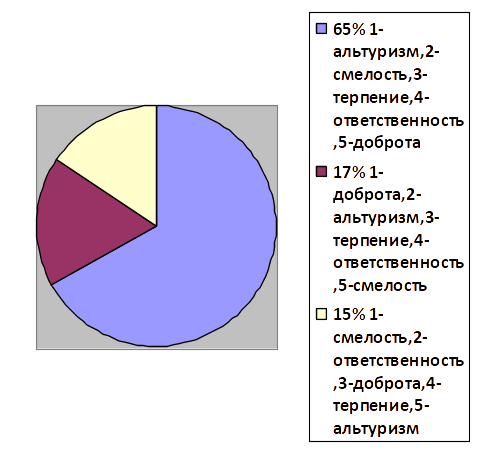 65% 1-
альтуризм,2-
смелость,3-
терпение,4-
ответственность
,5-доброта
17% 1-
доброта,2-
альтуризм,3-
терпение,4-
ответственность
,5-смелость
15% 1-
смелость,2-
ответственность
,3-доброта,4-
терпение,5-
альтуризм